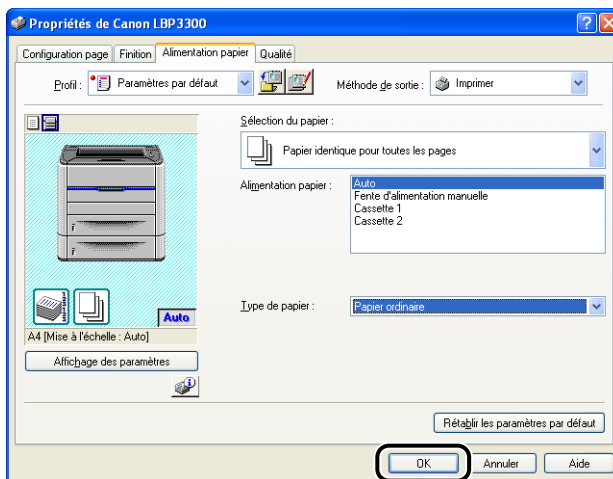 Propriétés de Canon LBP3300
Configuration page Finition Alimentation papier Qualité
Profil : Paramètres par défaut Méthode de sortie : Imprimer
Sélection du papier :
Papier identique pour toutes les pages
Alimentation papier : Auto
Fente d'alimentation manuelle
Cassette 1
Cassette 2
Type de papier : Papier ordinaire
Auto
A4 [Mise à l'échelle : Auto]
Affichage des paramètres
Rétablir les paramètres par défaut
OK Annuler Aide